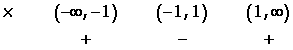 × (-∞,-1) (-1,1) (1,∞)
+ - +